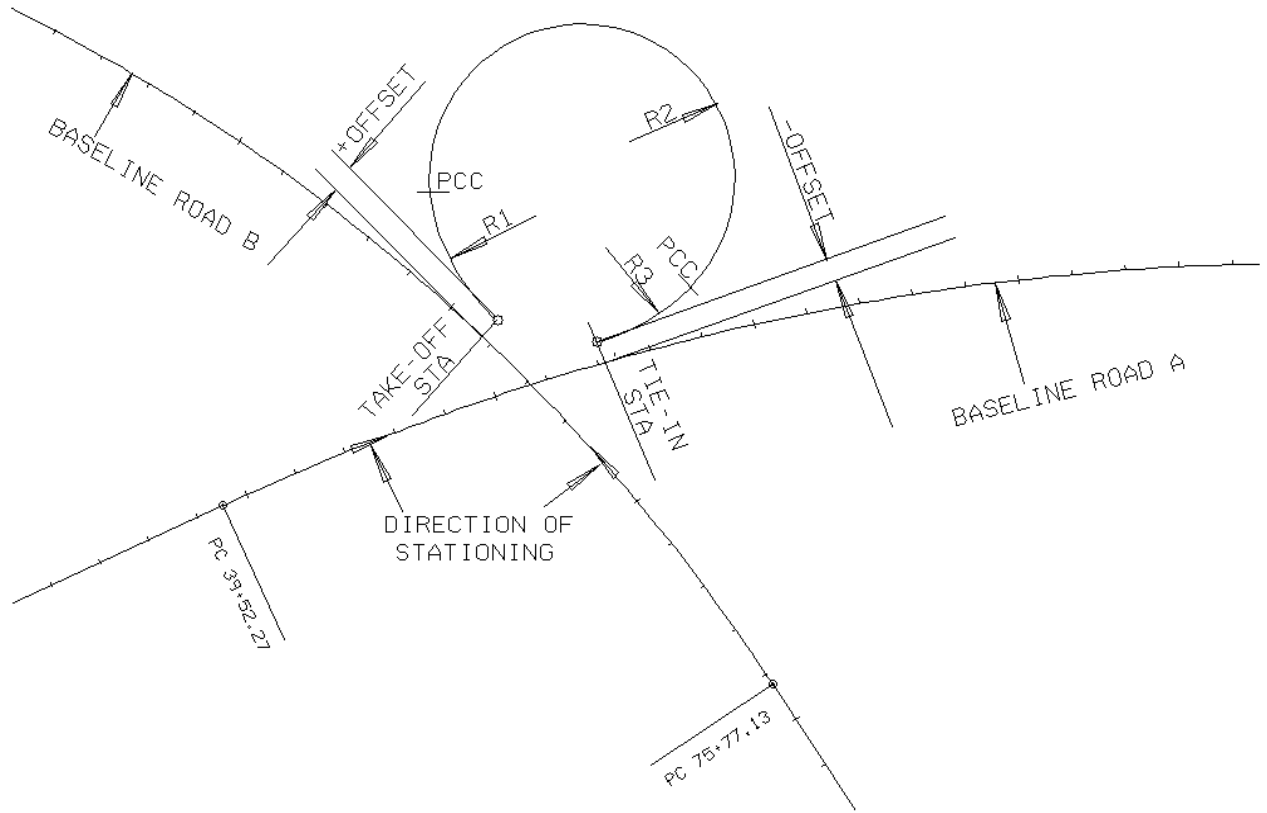 BASELINE ROAD B
+OFFSET
PCC
R1
R2
-OFFSET
R3
PCC
TAKE-OFF
STA
TIE-IN
STA
BASELINE ROAD A
DIRECTION OF
STATIONING
PC 39+52.27
PC 75+77.13